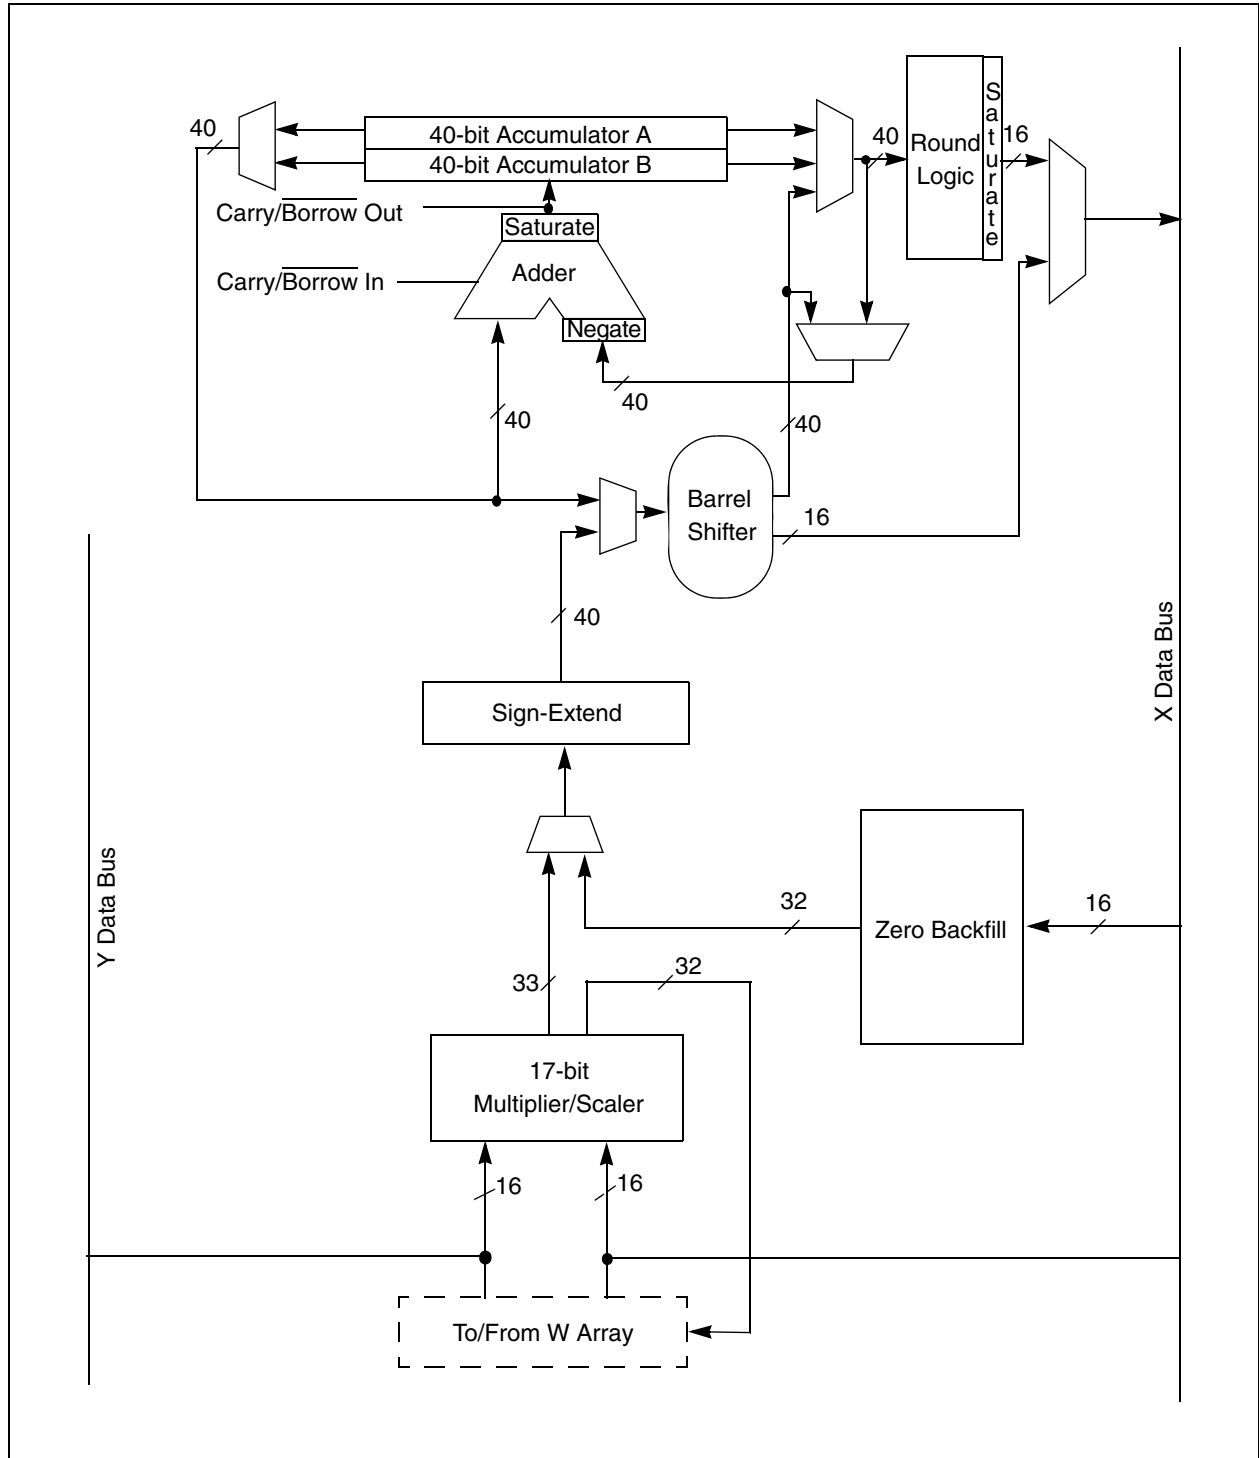 40
40-bit Accumulator A
40-bit Accumulator B
40
Round
Logic
Saturate
16
Carry/Borrow Out
Saturate
Carry/Borrow In
Adder
Negate
40
40
40
Barrel
Shifter
16
40
Sign-Extend
X Data Bus
Y Data Bus
32
Zero Backfill
16
33
32
17-bit
Multiplier/Scaler
16
16
To/From W Array